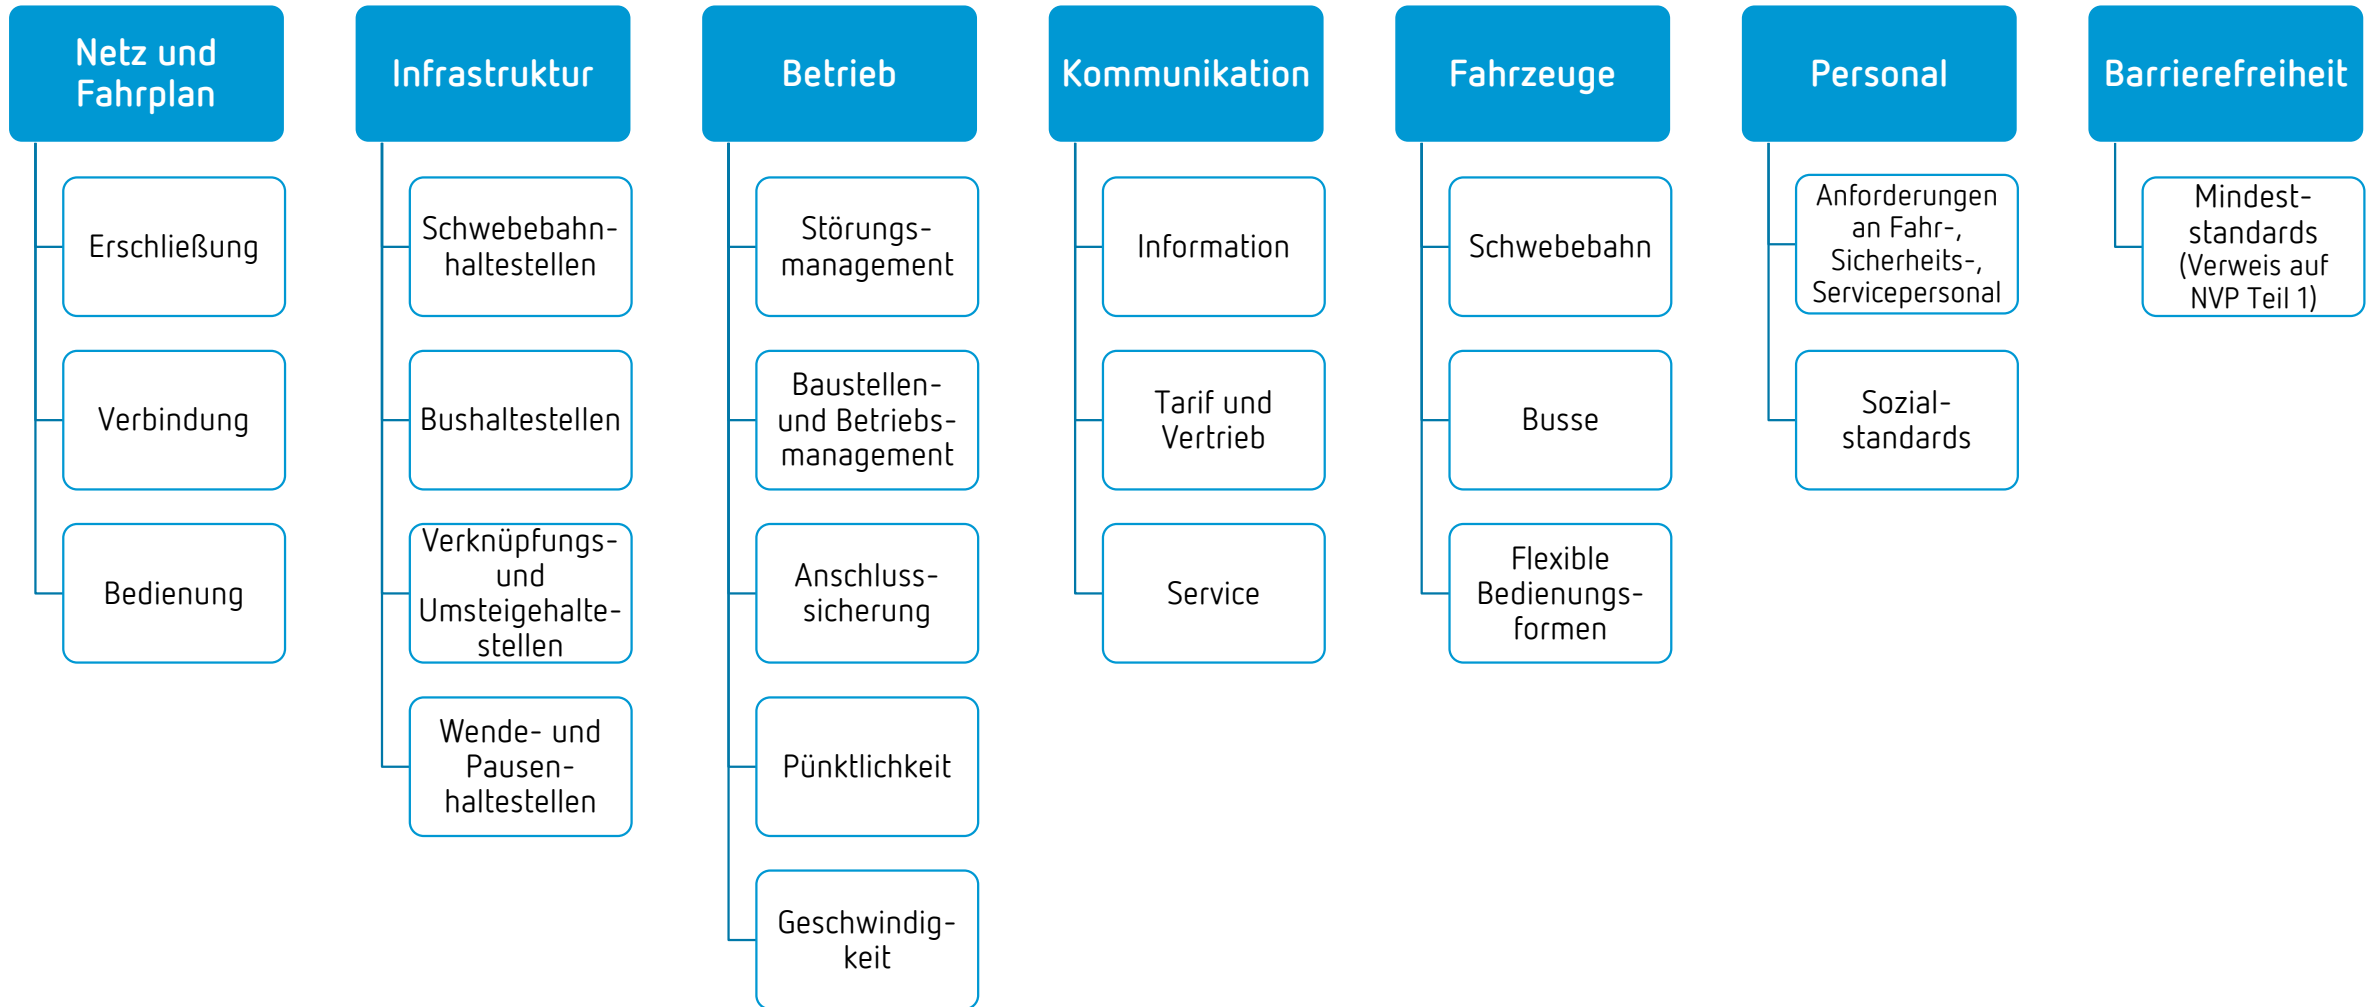 Netz und
Fahrplan
Erschließung
Verbindung
Bedienung
Infrastruktur
Schwebebahn-
haltestellen
Bushaltestellen
Verknüpfungs-
und
Umsteigehalte-
stellen
Wende- und
Pausen-
haltestellen
Betrieb
Störungs-
management
Baustellen-
und Betriebs-
management
Anschluss-
sicherung
Pünktlichkeit
Geschwindig-
keit
Kommunikation
Information
Tarif und
Vertrieb
Service
Fahrzeuge
Schwebebahn
Busse
Flexible
Bedienungs-
formen
Personal
Anforderungen
an Fahr-,
Sicherheits-,
Servicepersonal
Sozial-
standards
Barrierefreiheit
Mindest-
standards
(Verweis auf
NVP Teil 1)